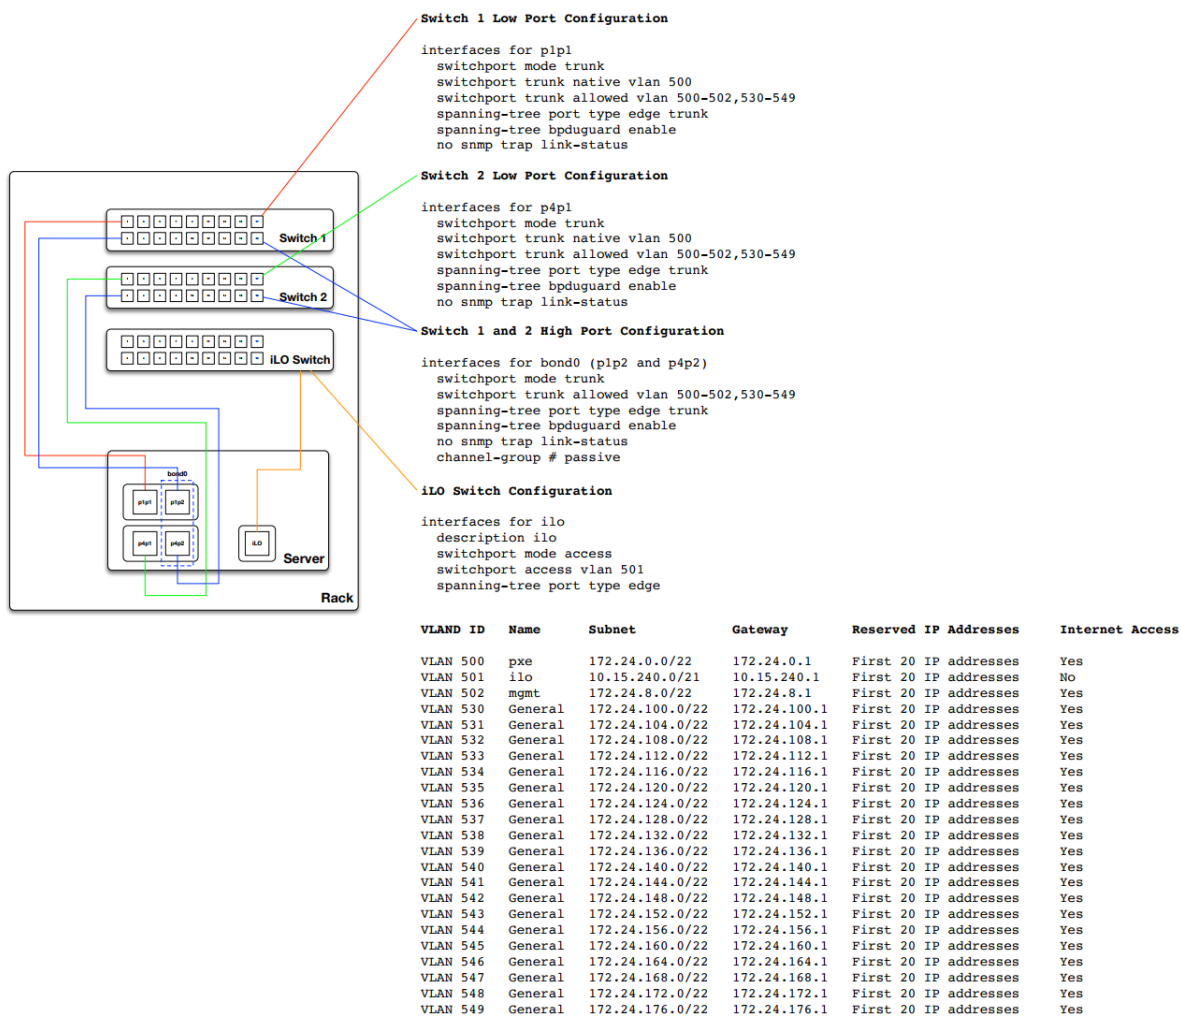 Switch 1 Low Port Configuration
interfaces for p1p1
switchport mode trunk
switchport trunk native vlan 500
switchport trunk allowed vlan 500-502,530-549
spanning-tree port type edge trunk
spanning-tree bpduguard enable
no snmp trap link-status
Switch 2 Low Port Configuration
interfaces for p4p1
switchport mode trunk
switchport trunk native vlan 500
switchport trunk allowed vlan 500-502,530-549
spanning-tree port type edge trunk
spanning-tree bpduguard enable
no snmp trap link-status
Switch 1 and 2 High Port Configuration
interfaces for bond0 (p1p2 and p4p2)
switchport mode trunk
switchport trunk allowed vlan 500-502,530-549
spanning-tree port type edge trunk
spanning-tree bpduguard enable
no snmp trap link-status
channel-group # passive
iLO Switch Configuration
interfaces for ilo
description ilo
switchport mode access
switchport access vlan 501
spanning-tree port type edge
Switch 1
Switch 2
iLO Switch
bond0
p1p1 p1p2
p4p1 p4p2
iLO
Server
Rack
VLAND ID Name Subnet Gateway Reserved IP Addresses Internet Access
VLAN 500 pxe 172.24.0.0/22 172.24.0.1 First 20 IP addresses Yes
VLAN 501 ilo 10.15.240.0/21 10.15.240.1 First 20 IP addresses No
VLAN 502 mgmt 172.24.8.0/22 172.24.8.1 First 20 IP addresses Yes
VLAN 530 General 172.24.100.0/22 172.24.100.1 First 20 IP addresses Yes
VLAN 531 General 172.24.104.0/22 172.24.104.1 First 20 IP addresses Yes
VLAN 532 General 172.24.108.0/22 172.24.108.1 First 20 IP addresses Yes
VLAN 533 General 172.24.112.0/22 172.24.112.1 First 20 IP addresses Yes
VLAN 534 General 172.24.116.0/22 172.24.116.1 First 20 IP addresses Yes
VLAN 535 General 172.24.120.0/22 172.24.120.1 First 20 IP addresses Yes
VLAN 536 General 172.24.124.0/22 172.24.124.1 First 20 IP addresses Yes
VLAN 537 General 172.24.128.0/22 172.24.128.1 First 20 IP addresses Yes
VLAN 538 General 172.24.132.0/22 172.24.132.1 First 20 IP addresses Yes
VLAN 539 General 172.24.136.0/22 172.24.136.1 First 20 IP addresses Yes
VLAN 540 General 172.24.140.0/22 172.24.140.1 First 20 IP addresses Yes
VLAN 541 General 172.24.144.0/22 172.24.144.1 First 20 IP addresses Yes
VLAN 542 General 172.24.148.0/22 172.24.148.1 First 20 IP addresses Yes
VLAN 543 General 172.24.152.0/22 172.24.152.1 First 20 IP addresses Yes
VLAN 544 General 172.24.156.0/22 172.24.156.1 First 20 IP addresses Yes
VLAN 545 General 172.24.160.0/22 172.24.160.1 First 20 IP addresses Yes
VLAN 546 General 172.24.164.0/22 172.24.164.1 First 20 IP addresses Yes
VLAN 547 General 172.24.168.0/22 172.24.168.1 First 20 IP addresses Yes
VLAN 548 General 172.24.172.0/22 172.24.172.1 First 20 IP addresses Yes
VLAN 549 General 172.24.176.0/22 172.24.176.1 First 20 IP addresses Yes